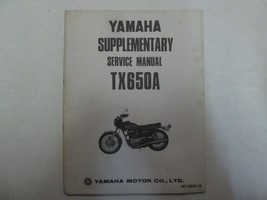 YAMAHA
SUPPLEMENTARY
SERVICE MANUAL
TX650A
YAMAHA MOTOR CO., LTD.